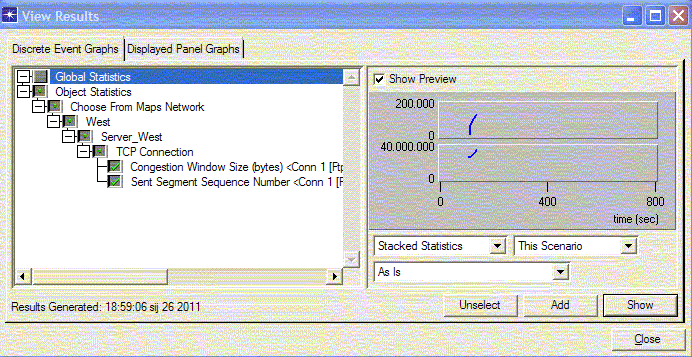 View Results
Discrete Event Graphs
Displayed Panel Graphs
Global Statistics
Object Statistics
Choose From Maps Network
West
Server_West
TCP Connection
Congestion Window Size (bytes) <Conn 1 [Ftp
Sent Segment Sequence Number <Conn 1 [F
Show Preview
200.000
0
40.000.000
0
0 400 800
time (sec)
Stacked Statistics
This Scenario
As Is
Results Generated: 18:59:06 sij 26 2011
Unselect
Add
Show
Close